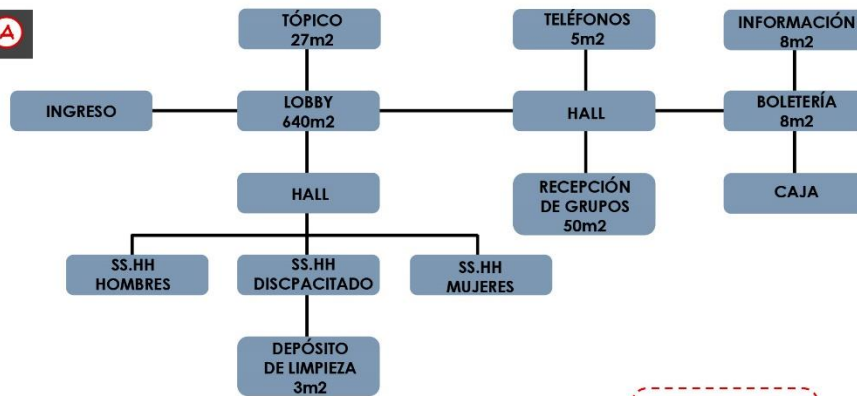 A
TÓPICO
27m2
TELÉFONOS
5m2
INFORMACIÓN
8m2
INGRESO
LOBBY
640m2
HALL
BOLETERÍA
8m2
HALL
RECEPCIÓN
DE GRUPOS
50m2
CAJA
SS.HH
HOMBRES
SS.HH
DISCPACITADO
SS.HH
MUJERES
DEPÓSITO
DE LIMPIEZA
3m2